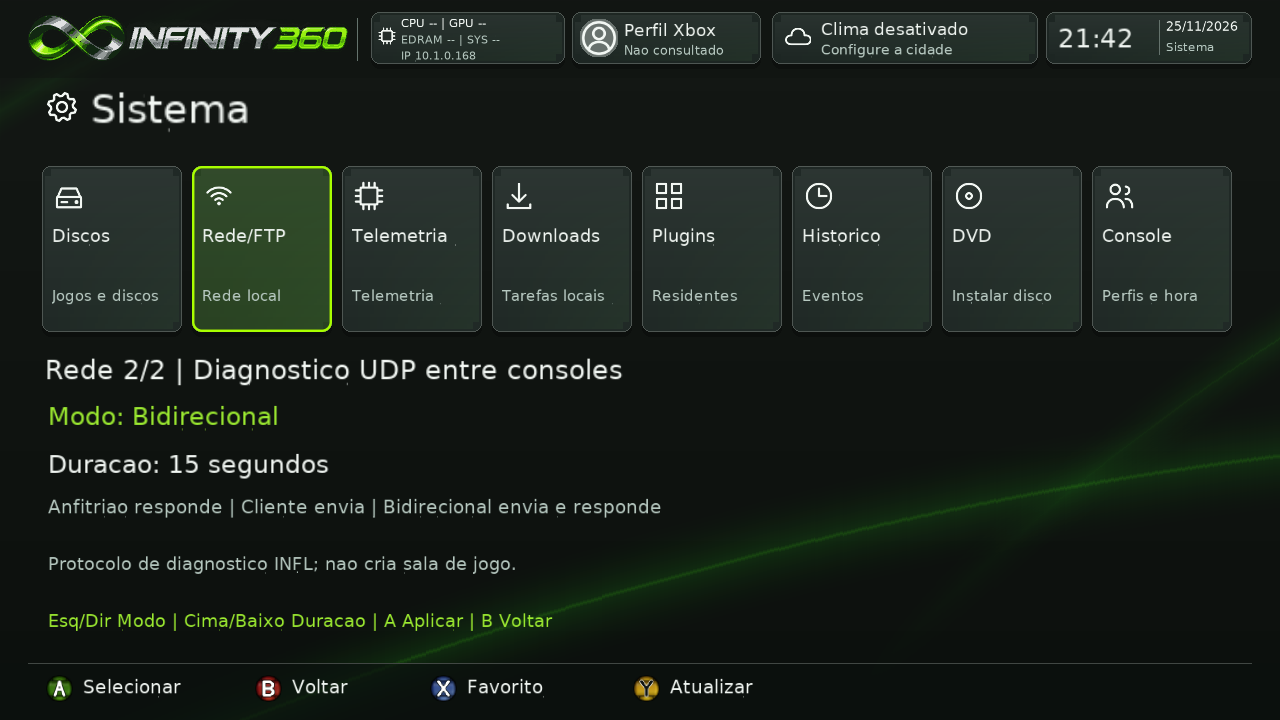 INFINITY 360
CPU -- | GPU --
EDRAM -- | SYS --
IP 10.1.0.168
Perfil Xbox
Nao consultado
Clima desativado
Configure a cidade
21:42
25/11/2026
Sistema
Sistema
Discos
Jogos e discos
Rede/FTP
Rede local
Telemetria
Telemetria
Downloads
Tarefas locais
Plugins
Residentes
Historico
Eventos
DVD
Instalar disco
Console
Perfis e hora
Rede 2/2 | Diagnostico UDP entre consoles
Modo: Bidirecional
Duracao: 15 segundos
Anfitriao responde | Cliente envia | Bidirecional envia e responde
Protocolo de diagnostico INFL; nao cria sala de jogo.
Esq/Dir Modo | Cima/Baixo Duracao | A Aplicar | B Voltar
A Selecionar
B Voltar
X Favorito
Y Atualizar